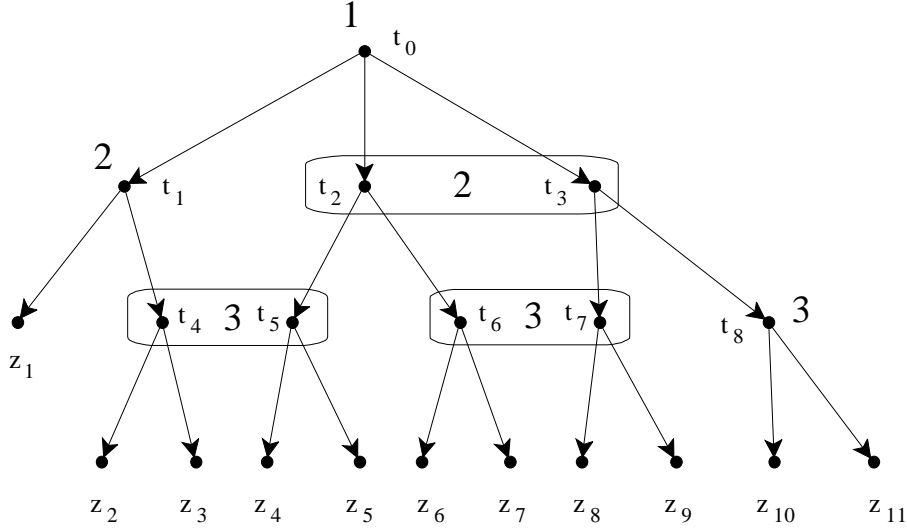 1
t₀
2
t₁
t₂ 2 t₃
t₄ 3 t₅
t₆ 3 t₇
t₈ 3
z₁
z₂ z₃ z₄ z₅ z₆ z₇ z₈ z₉ z₁₀ z₁₁